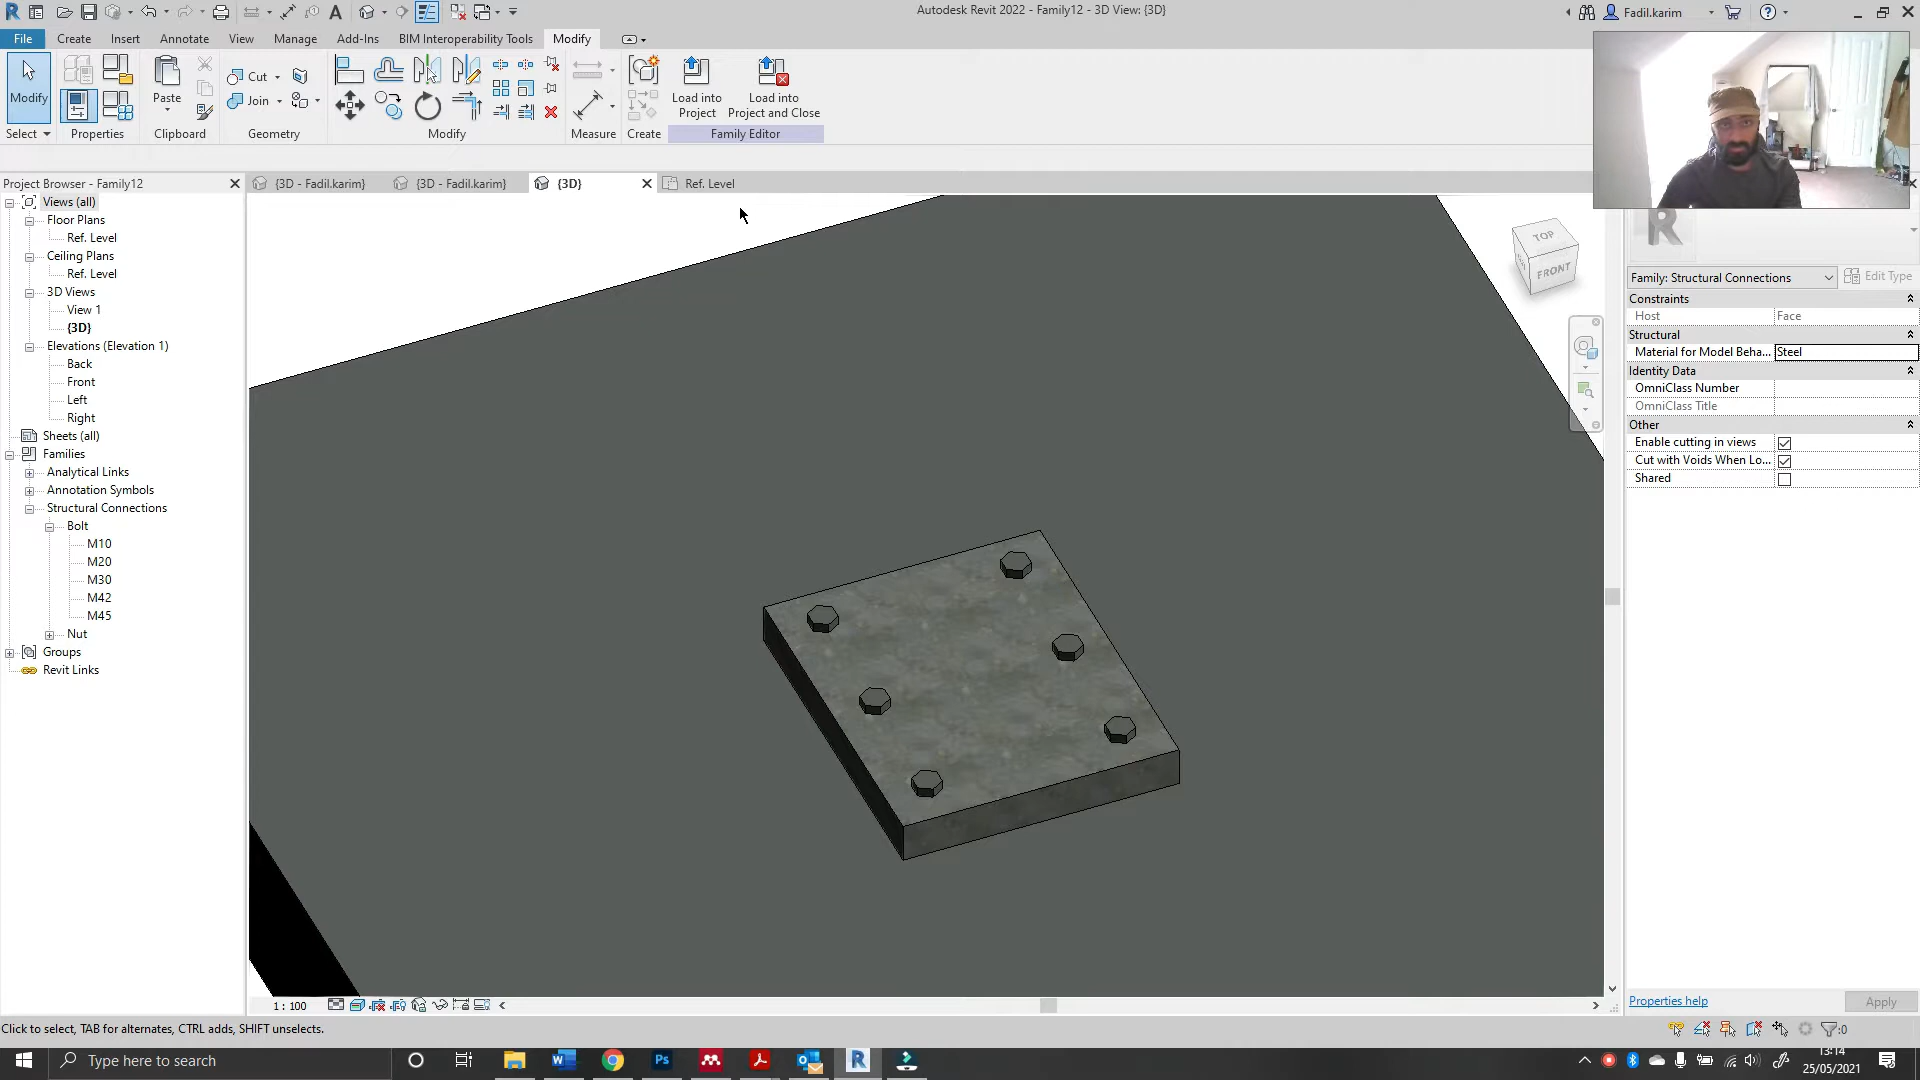 Autodesk Revit 2022 - Family12 - 3D View: {3D}
Fadil.karim
File Create Insert Annotate View Manage Add-Ins BIM Interoperability Tools Modify
Modify
Paste
Cut
Join
Load into
Project
Load into
Project and Close
Select Properties Clipboard Geometry Modify Measure Create Family Editor
Project Browser - Family12
{3D - Fadil.karim}
{3D - Fadil.karim}
{3D}
Ref. Level
Views (all)
Floor Plans
Ref. Level
Ceiling Plans
Ref. Level
3D Views
View 1
{3D}
Elevations (Elevation 1)
Back
Front
Left
Right
Sheets (all)
Families
Analytical Links
Annotation Symbols
Structural Connections
Bolt
M10
M20
M30
M42
M45
Nut
Groups
Revit Links
TOP
FRONT
Family: Structural Connections
Edit Type
Constraints
Host Face
Structural
Material for Model Beha... Steel
Identity Data
OmniClass Number
OmniClass Title
Other
Enable cutting in views
Cut with Voids When Lo...
Shared
Properties help
Apply
1 : 100
Click to select, TAB for alternates, CTRL adds, SHIFT unselects.
:0
Type here to search
13:14
25/05/2021